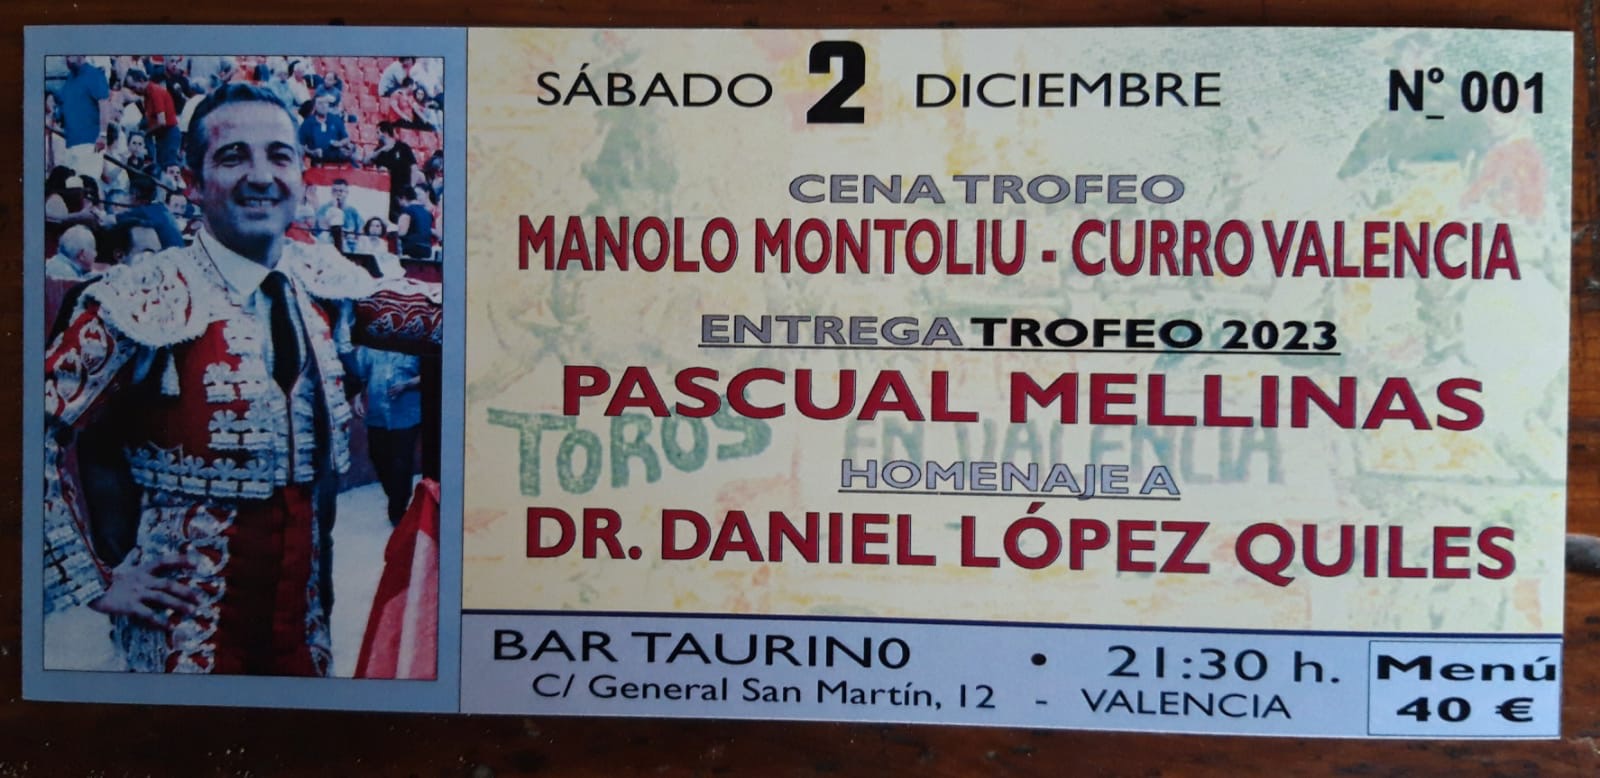 SÁBADO 2 DICIEMBRE Nº 001
CENA TROFEO
MANOLO MONTOLIU - CURRO VALENCIA
ENTREGA TROFEO 2023
PASCUAL MELLINAS
TOROS EN VALENCIA
HOMENAJE A
DR. DANIEL LÓPEZ QUILES
BAR TAURINO • 21:30 h.
C/ General San Martín, 12 - VALENCIA
Menú
40 €